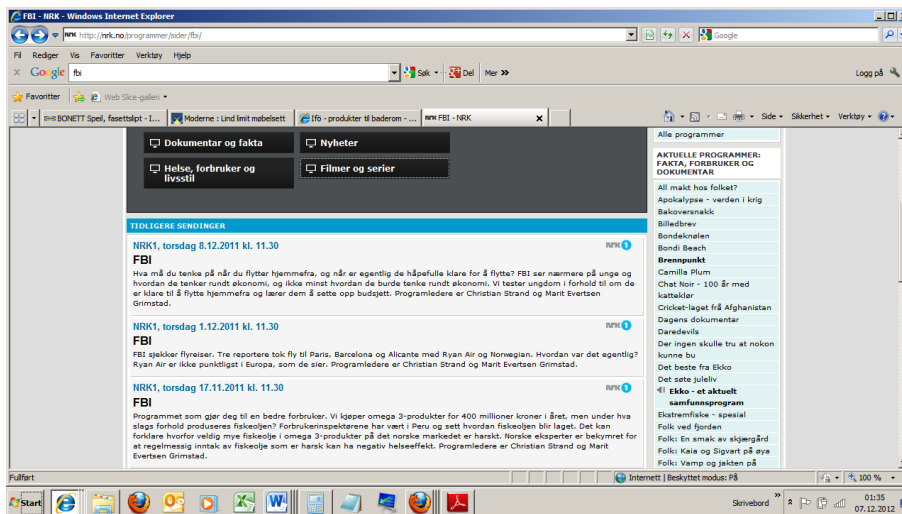 FBI - NRK - Windows Internet Explorer
http://nrk.no/programmer/sider/fbi/
Google
Fil Rediger Vis Favoritter Verktøy Hjelp
x Google fbi Søk Del Mer » Logg på
Favoritter Web Slice-galleri
BONETT Speil, fasettslipt - I... Moderne : Lind limit møbelsett Ifö - produkter til baderom - ... NRK FBI - NRK x Side Sikkerhet Verktøy
Dokumentar og fakta
Nyheter
Helse, forbruker og livsstil
Filmer og serier
TIDLIGERE SENDINGER
NRK1, torsdag 8.12.2011 kl. 11.30 NRK 1
FBI
Hva må du tenke på når du flytter hjemmefra, og når er egentlig de håpefulle klare for å flytte? FBI ser nærmere på unge og
hvordan de tenker rundt økonomi, og ikke minst hvordan de burde tenke rundt økonomi. Vi tester ungdom i forhold til om de
er klare til å flytte hjemmefra og lærer dem å sette opp budsjett. Programledere er Christian Strand og Marit Evertsen
Grimstad.
NRK1, torsdag 1.12.2011 kl. 11.30 NRK 1
FBI
FBI sjekker flyreiser. Tre reportere tok fly til Paris, Barcelona og Alicante med Ryan Air og Norwegian. Hvordan var det egentlig?
Ryan Air er ikke punktligst i Europa, som de sier. Programledere er Christian Strand og Marit Evertsen Grimstad.
NRK1, torsdag 17.11.2011 kl. 11.30 NRK 1
FBI
Programmet som gjør deg til en bedre forbruker. Vi kjøper omega 3-produkter for 400 millioner kroner i året, men under hva
slags forhold produseres fiskeoljen? Forbrukerinspektørene har vært i Peru og sett hvordan fiskeoljen blir laget. Det kan
forklare hvorfor veldig mye fiskeolje i omega 3-produkter på det norske markedet er harskt. Norske eksperter er bekymret for
at regelmessig inntak av fiskeolje som er harsk kan ha negativ helseeffekt. Programledere er Christian Strand og Marit
Evertsen Grimstad.
Alle programmer
AKTUELLE PROGRAMMER:
FAKTA, FORBRUKER OG
DOKUMENTAR
All makt hos folket?
Apokalypse - verden i krig
Bakoversnakk
Billedbrev
Bondeknølen
Bondi Beach
Brennpunkt
Camilla Plum
Chat Noir - 100 år med
katteklør
Cricket-laget frå Afghanistan
Dagens dokumentar
Daredevils
Der ingen skulle tru at nokon
kunne bu
Det beste fra Ekko
Det søte juleliv
Ekko - et aktuelt
samfunnsprogram
Ekstremfiske - spesial
Folk ved fjorden
Folk: En smak av skjærgård
Folk: Kaia og Sigvart på øya
Folk: Vamp og jakten på
Fullført Internett | Beskyttet modus: På 100 %
Start Skrivebord » 01:35
07.12.2012